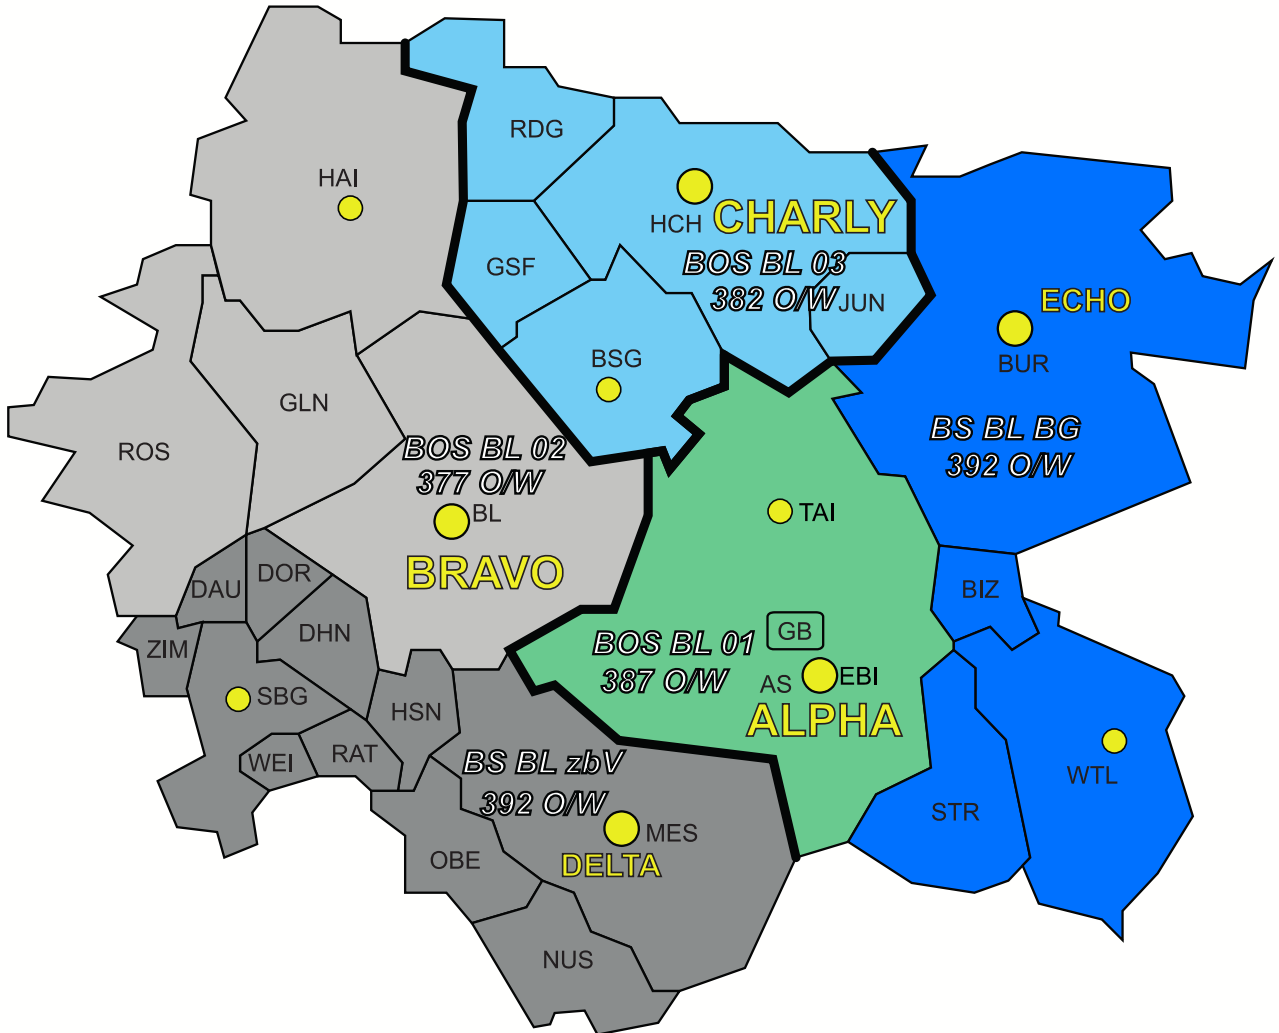 RDG
HAI
HCH
CHARLY
BOS BL 03
382 O/W
GSF
JUN
ECHO
BUR
BSG
GLN
ROS
BOS BL 02
377 O/W
BL
BRAVO
BS BL BG
392 O/W
TAI
DAU
DOR
DHN
ZIM
SBG
HSN
WEI
RAT
BOS BL 01
387 O/W
GB
AS
EBI
ALPHA
BIZ
WTL
STR
BS BL zbV
392 O/W
MES
DELTA
OBE
NUS